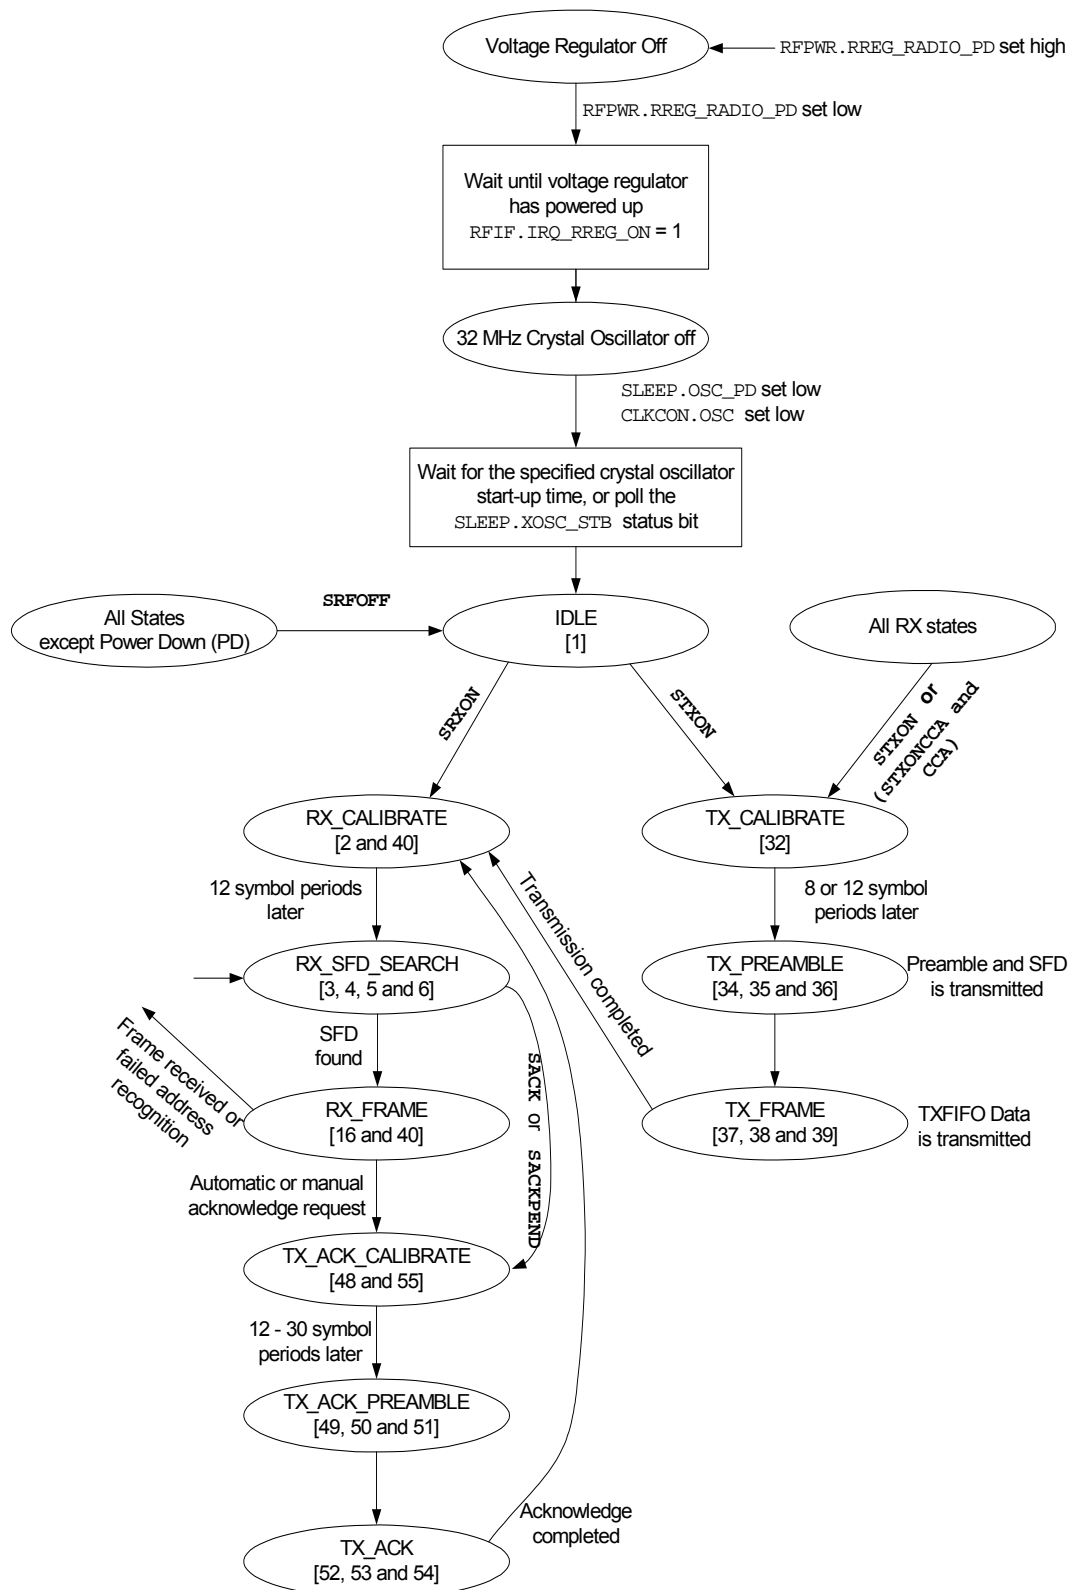 Voltage Regulator Off
RFPWR.RREG_RADIO_PD set high
RFPWR.RREG_RADIO_PD set low
Wait until voltage regulator
has powered up
RFIF.IRQ_RREG_ON = 1
32 MHz Crystal Oscillator off
SLEEP.OSC_PD set low
CLKCON.OSC set low
Wait for the specified crystal oscillator
start-up time, or poll the
SLEEP.XOSC_STB status bit
All States
except Power Down (PD)
SRFOFF
IDLE
[1]
All RX states
SRXON
STXON
STXON or
(STXONCCA and
CCA)
RX_CALIBRATE
[2 and 40]
TX_CALIBRATE
[32]
12 symbol periods
later
8 or 12 symbol
periods later
Transmission completed
RX_SFD_SEARCH
[3, 4, 5 and 6]
TX_PREAMBLE
[34, 35 and 36]
Preamble and SFD
is transmitted
Frame received or
failed address
recognition
SFD
found
SACK or SACKPEND
RX_FRAME
[16 and 40]
TX_FRAME
[37, 38 and 39]
TXFIFO Data
is transmitted
Automatic or manual
acknowledge request
TX_ACK_CALIBRATE
[48 and 55]
12 - 30 symbol
periods later
TX_ACK_PREAMBLE
[49, 50 and 51]
Acknowledge
completed
TX_ACK
[52, 53 and 54]